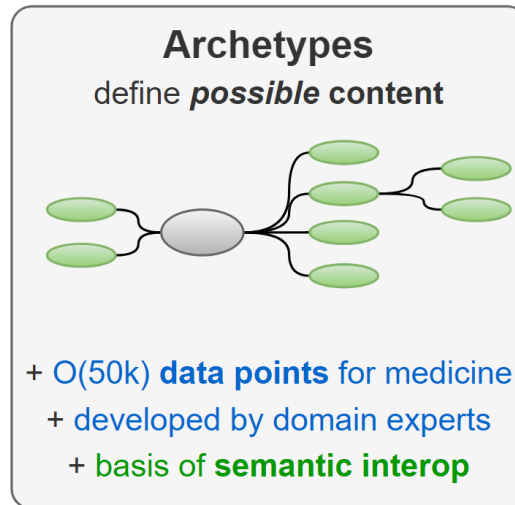 Archetypes
define possible content
+ O(50k) data points for medicine
+ developed by domain experts
+ basis of semantic interop